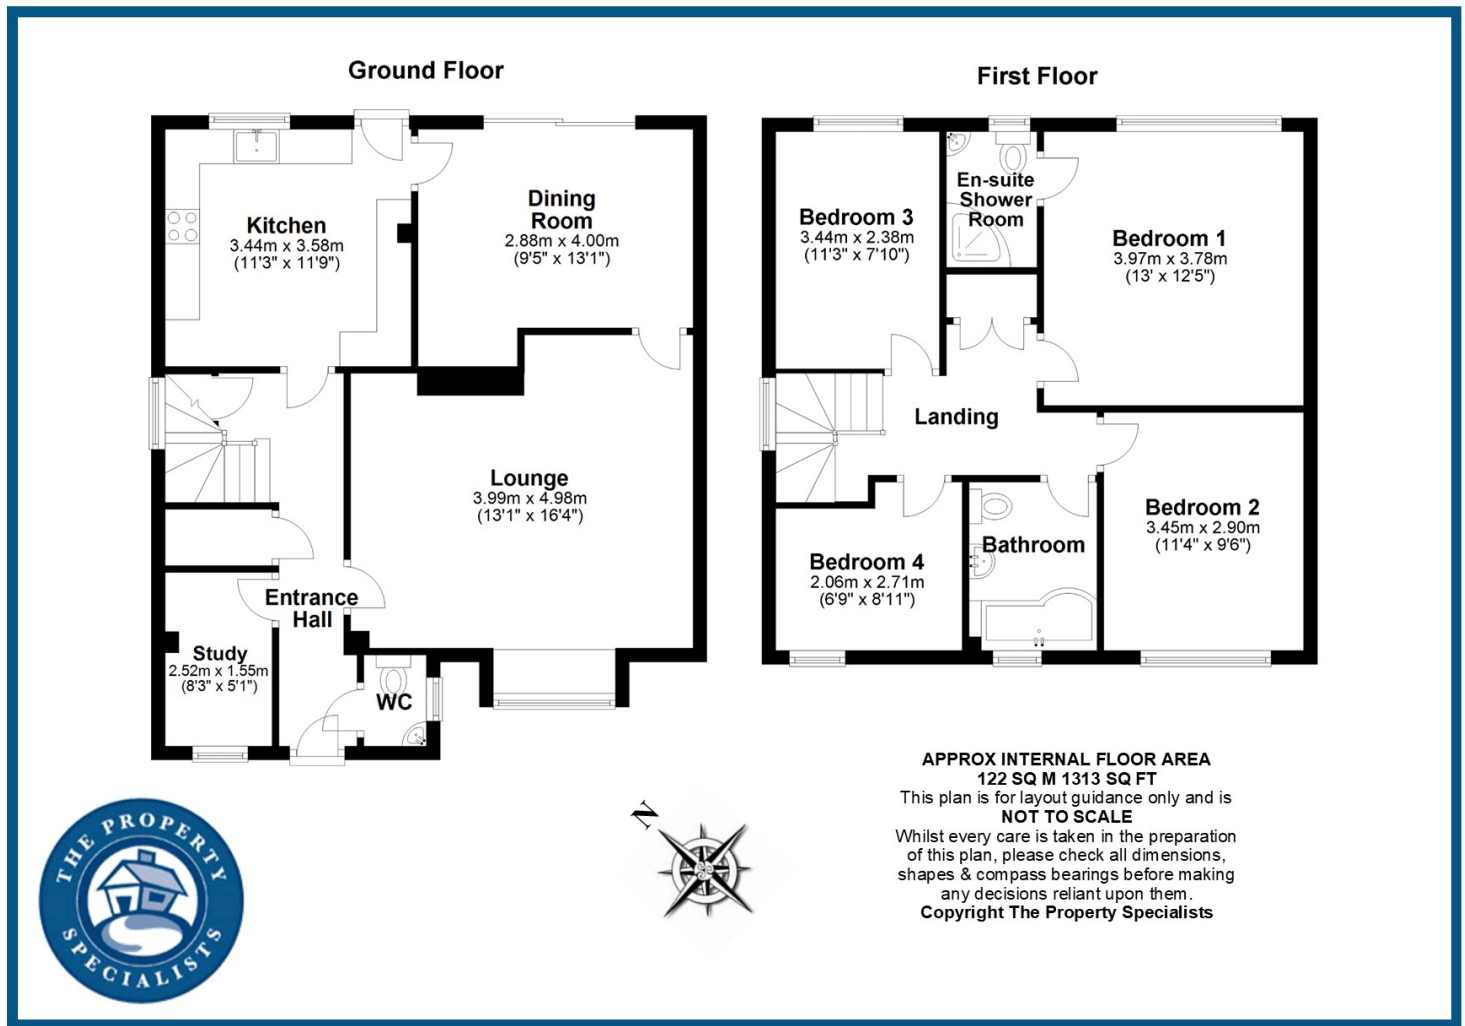 Ground Floor
First Floor
Kitchen
3.44m x 3.58m
(11'3" x 11'9")
Dining
Room
2.88m x 4.00m
(9'5" x 13'1")
Lounge
3.99m x 4.98m
(13'1" x 16'4")
Entrance
Hall
Study
2.52m x 1.55m
(8'3" x 5'1")
WC
Bedroom 3
3.44m x 2.38m
(11'3" x 7'10")
En-suite
Shower
Room
Bedroom 1
3.97m x 3.78m
(13' x 12'5")
Landing
Bedroom 2
3.45m x 2.90m
(11'4" x 9'6")
Bathroom
Bedroom 4
2.06m x 2.71m
(6'9" x 8'11")
THE PROPERTY
SPECIALISTS
N
APPROX INTERNAL FLOOR AREA
122 SQ M 1313 SQ FT
This plan is for layout guidance only and is
NOT TO SCALE
Whilst every care is taken in the preparation
of this plan, please check all dimensions,
shapes & compass bearings before making
any decisions reliant upon them.
Copyright The Property Specialists